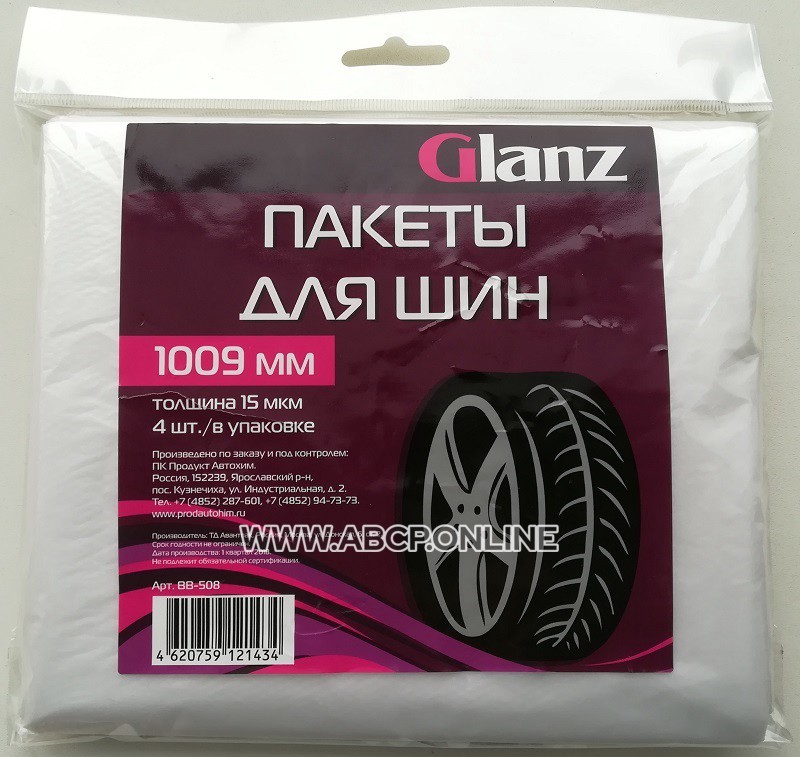 Glanz
ПАКЕТЫ
ДЛЯ ШИН
1009 мм
толщина 15 мкм
4 шт./в упаковке
Произведено по заказу и под контролем:
ПК Продукт Автохим.
Россия, 152239, Ярославский р-н,
пос. Кузнечиха, ул. Индустриальная, д. 2.
Тел. +7 (4852) 287-601, +7 (4852) 94-73-73.
www.prodautohim.ru
Производитель: ТД
WWW.ABCP.ONLINE
Срок годности не ограничен.
Дата производства: 1 квартал
Не подлежит обязательной сертификации.
Арт. BB-508
4 620759 121434